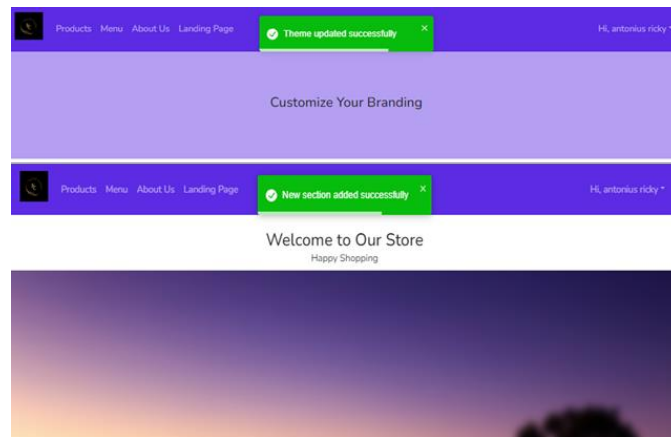 Products Menu About Us Landing Page
Theme updated successfully
Hi, antonius ricky
Customize Your Branding
Products Menu About Us Landing Page
New section added successfully
Hi, antonius ricky
Welcome to Our Store
Happy Shopping